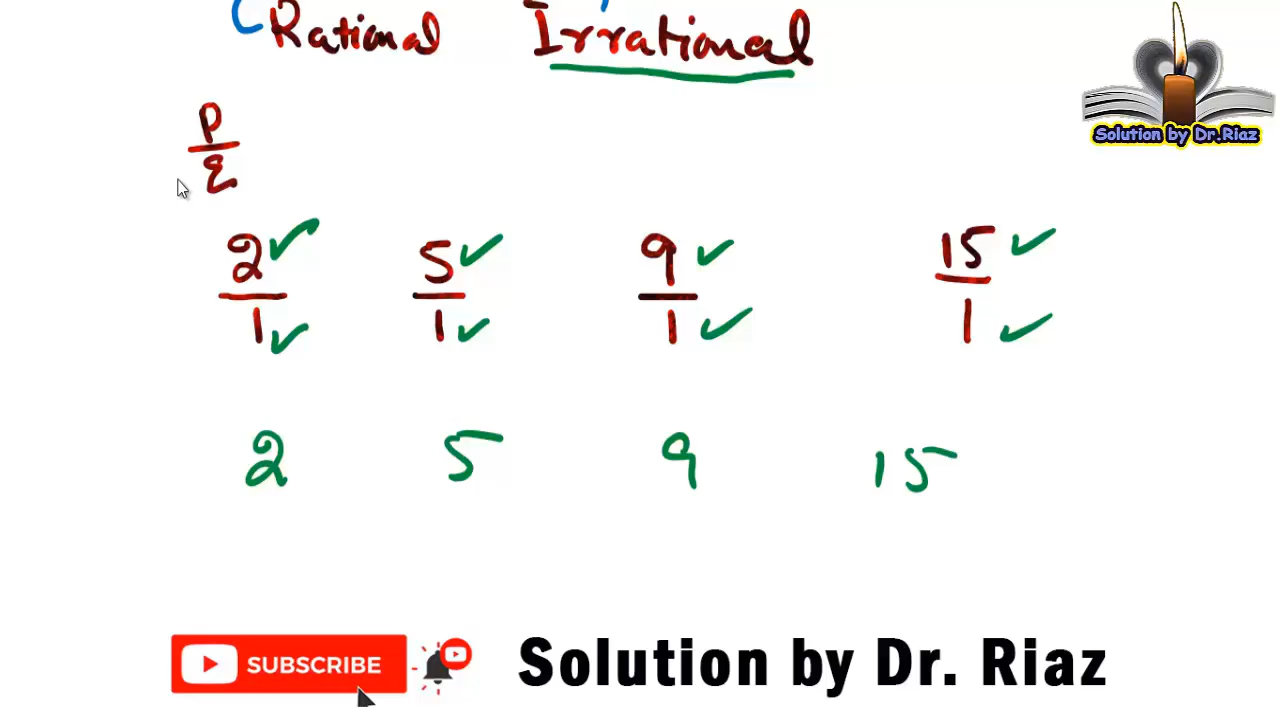 Rational Irrational
Solution by Dr.Riaz
P
q
2 5 9 15
1 1 1 1
2 5 9 15
SUBSCRIBE
Solution by Dr. Riaz